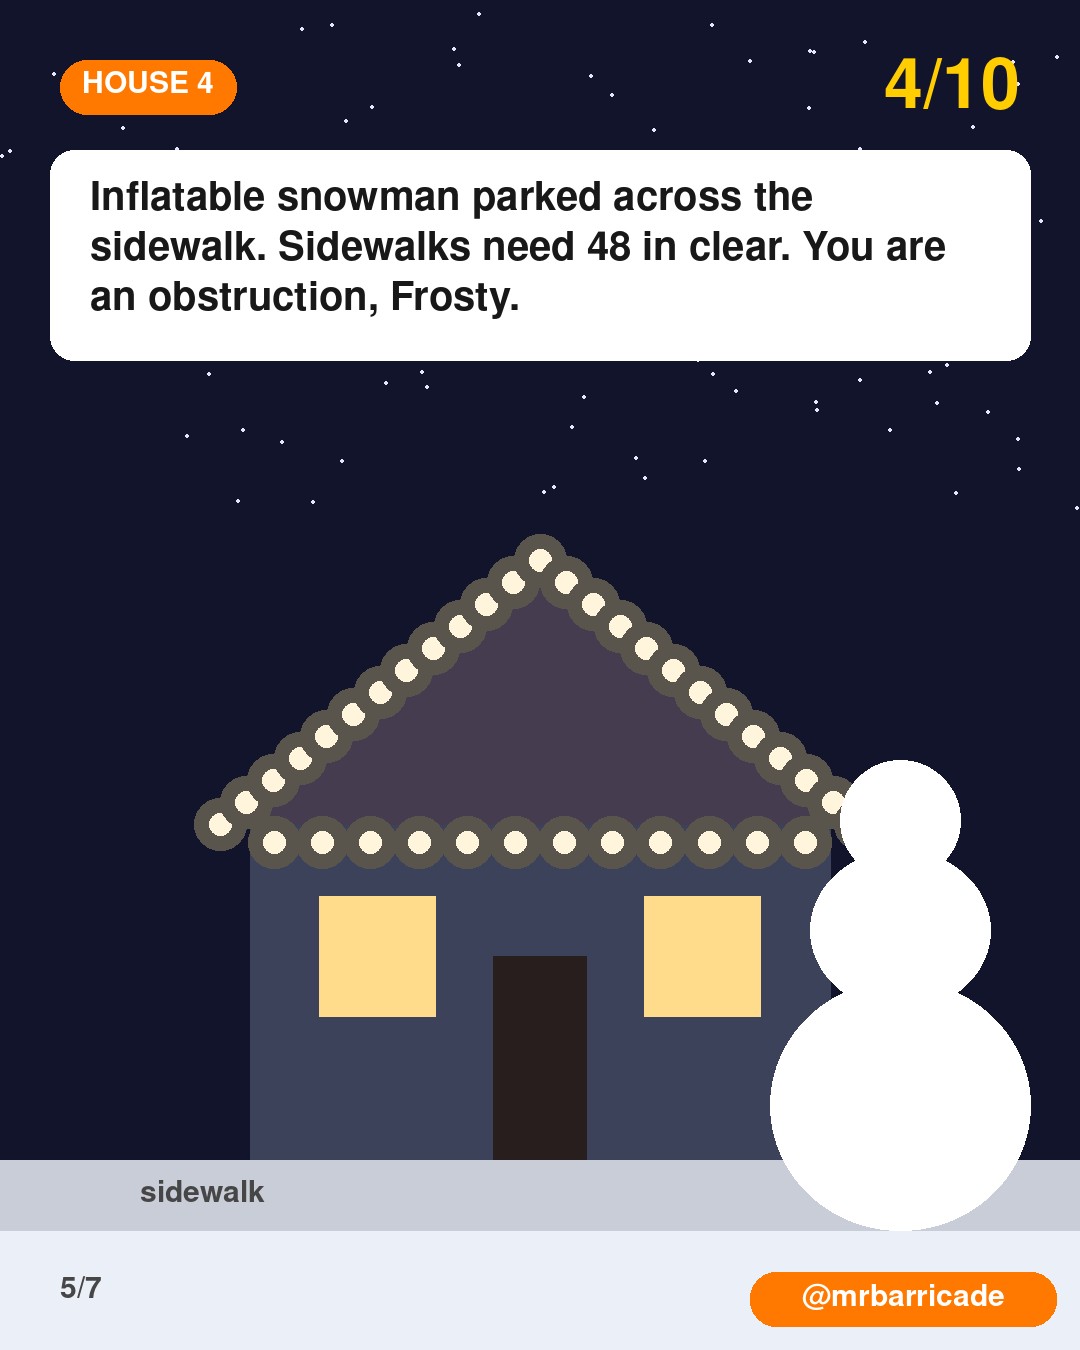 HOUSE 4
4/10
Inflatable snowman parked across the
sidewalk. Sidewalks need 48 in clear. You are
an obstruction, Frosty.
sidewalk
5/7
@mrbarricade